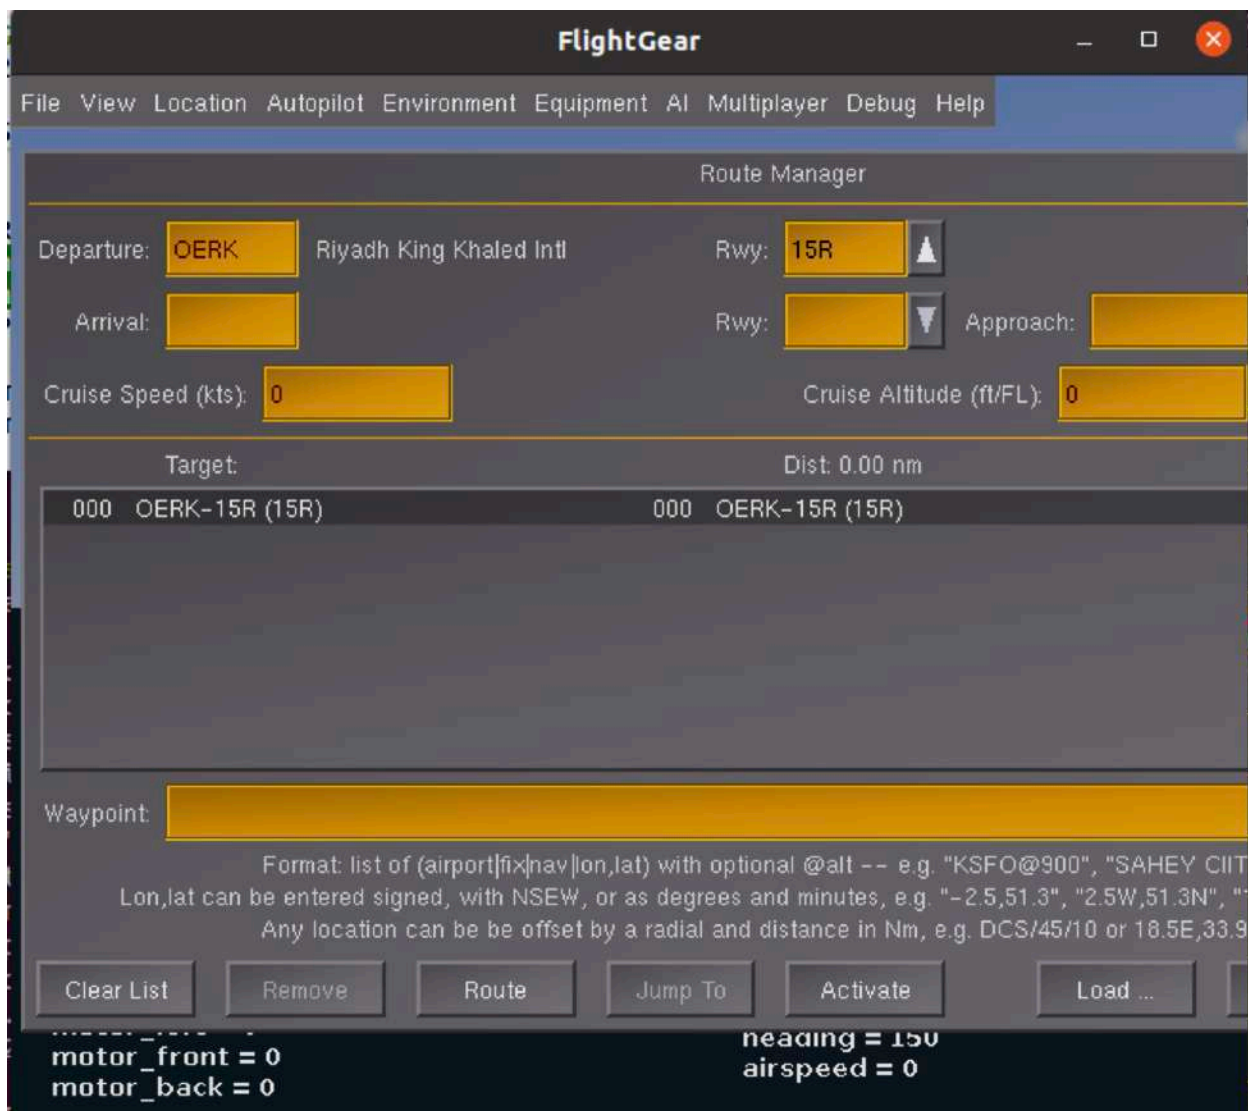 FlightGear
File View Location Autopilot Environment Equipment AI Multiplayer Debug Help
Route Manager
Departure: OERK Riyadh King Khaled Intl Rwy: 15R
Arrival: Rwy: Approach:
Cruise Speed (kts): 0 Cruise Altitude (ft/FL): 0
Target: Dist: 0.00 nm
000 OERK-15R (15R) 000 OERK-15R (15R)
Waypoint:
Format: list of (airport|fix|nav|lon,lat) with optional @alt -- e.g. "KSFO@900", "SAHEY CIIT
Lon,lat can be entered signed, with NSEW, or as degrees and minutes, e.g. "-2.5,51.3", "2.5W,51.3N", "
Any location can be be offset by a radial and distance in Nm, e.g. DCS/45/10 or 18.5E,33.9
Clear List Remove Route Jump To Activate Load ...
heading = 150
motor_front = 0 airspeed = 0
motor_back = 0